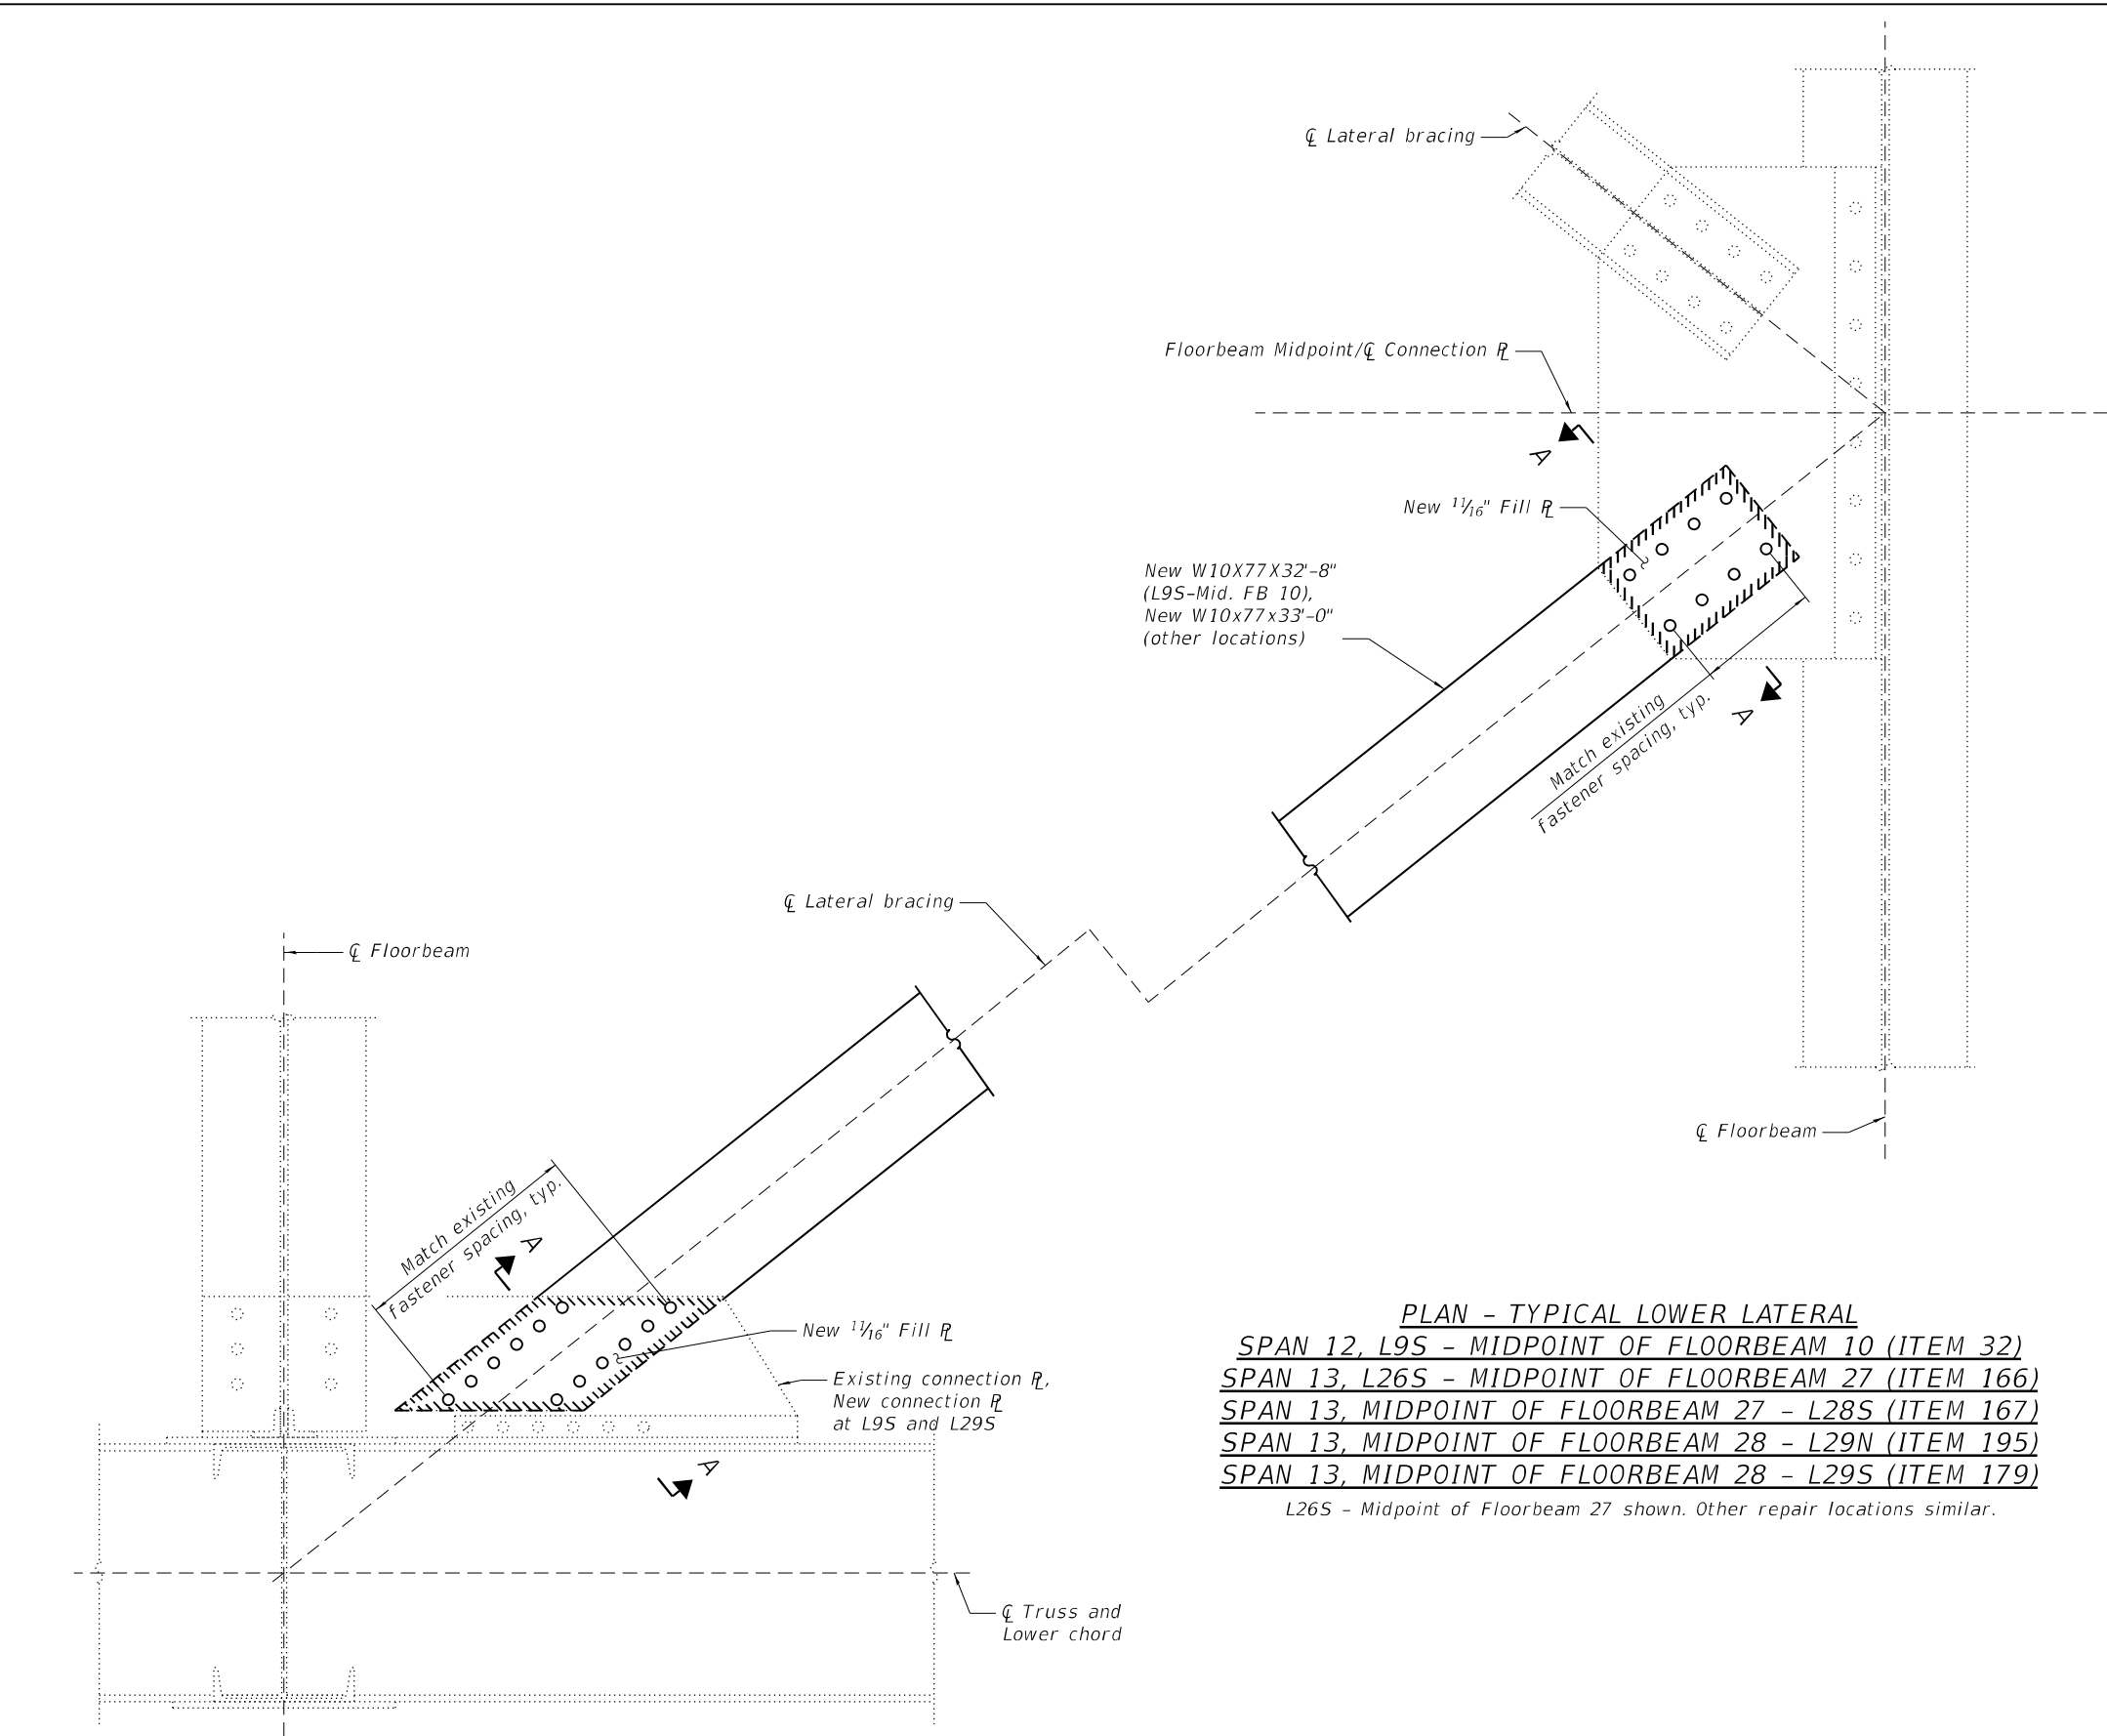 ℄ Lateral bracing
Floorbeam Midpoint/℄ Connection ⅊
A
New 11/16" Fill ⅊
New W10X77X32'-8"
(L9S-Mid. FB 10),
New W10x77x33'-0"
(other locations)
A
Match existing
fastener spacing, typ.
℄ Lateral bracing
℄ Floorbeam
℄ Floorbeam
Match existing
fastener spacing, typ.
A
New 11/16" Fill ⅊
Existing connection ⅊,
New connection ⅊
at L9S and L29S
A
℄ Truss and
Lower chord
PLAN - TYPICAL LOWER LATERAL
SPAN 12, L9S - MIDPOINT OF FLOORBEAM 10 (ITEM 32)
SPAN 13, L26S - MIDPOINT OF FLOORBEAM 27 (ITEM 166)
SPAN 13, MIDPOINT OF FLOORBEAM 27 - L28S (ITEM 167)
SPAN 13, MIDPOINT OF FLOORBEAM 28 - L29N (ITEM 195)
SPAN 13, MIDPOINT OF FLOORBEAM 28 - L29S (ITEM 179)
L26S - Midpoint of Floorbeam 27 shown. Other repair locations similar.